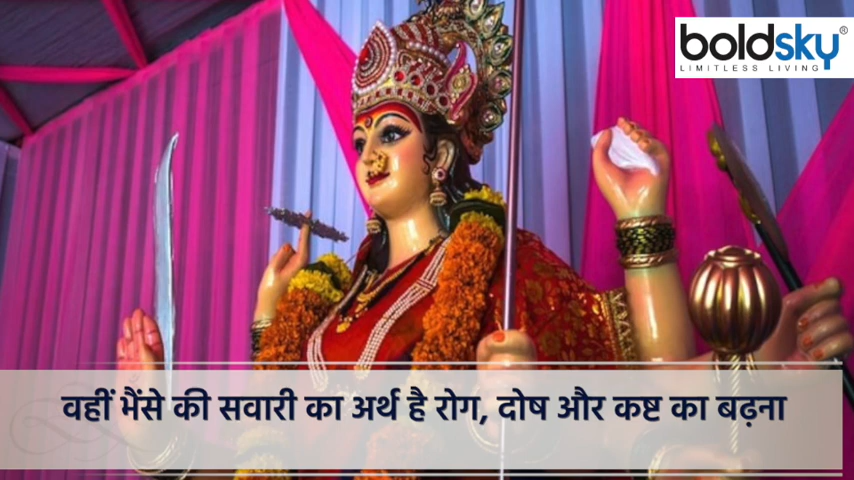 boldsky®
LIMITLESS LIVING
वहीं भैंसे की सवारी का अर्थ है रोग, दोष और कष्ट का बढ़ना